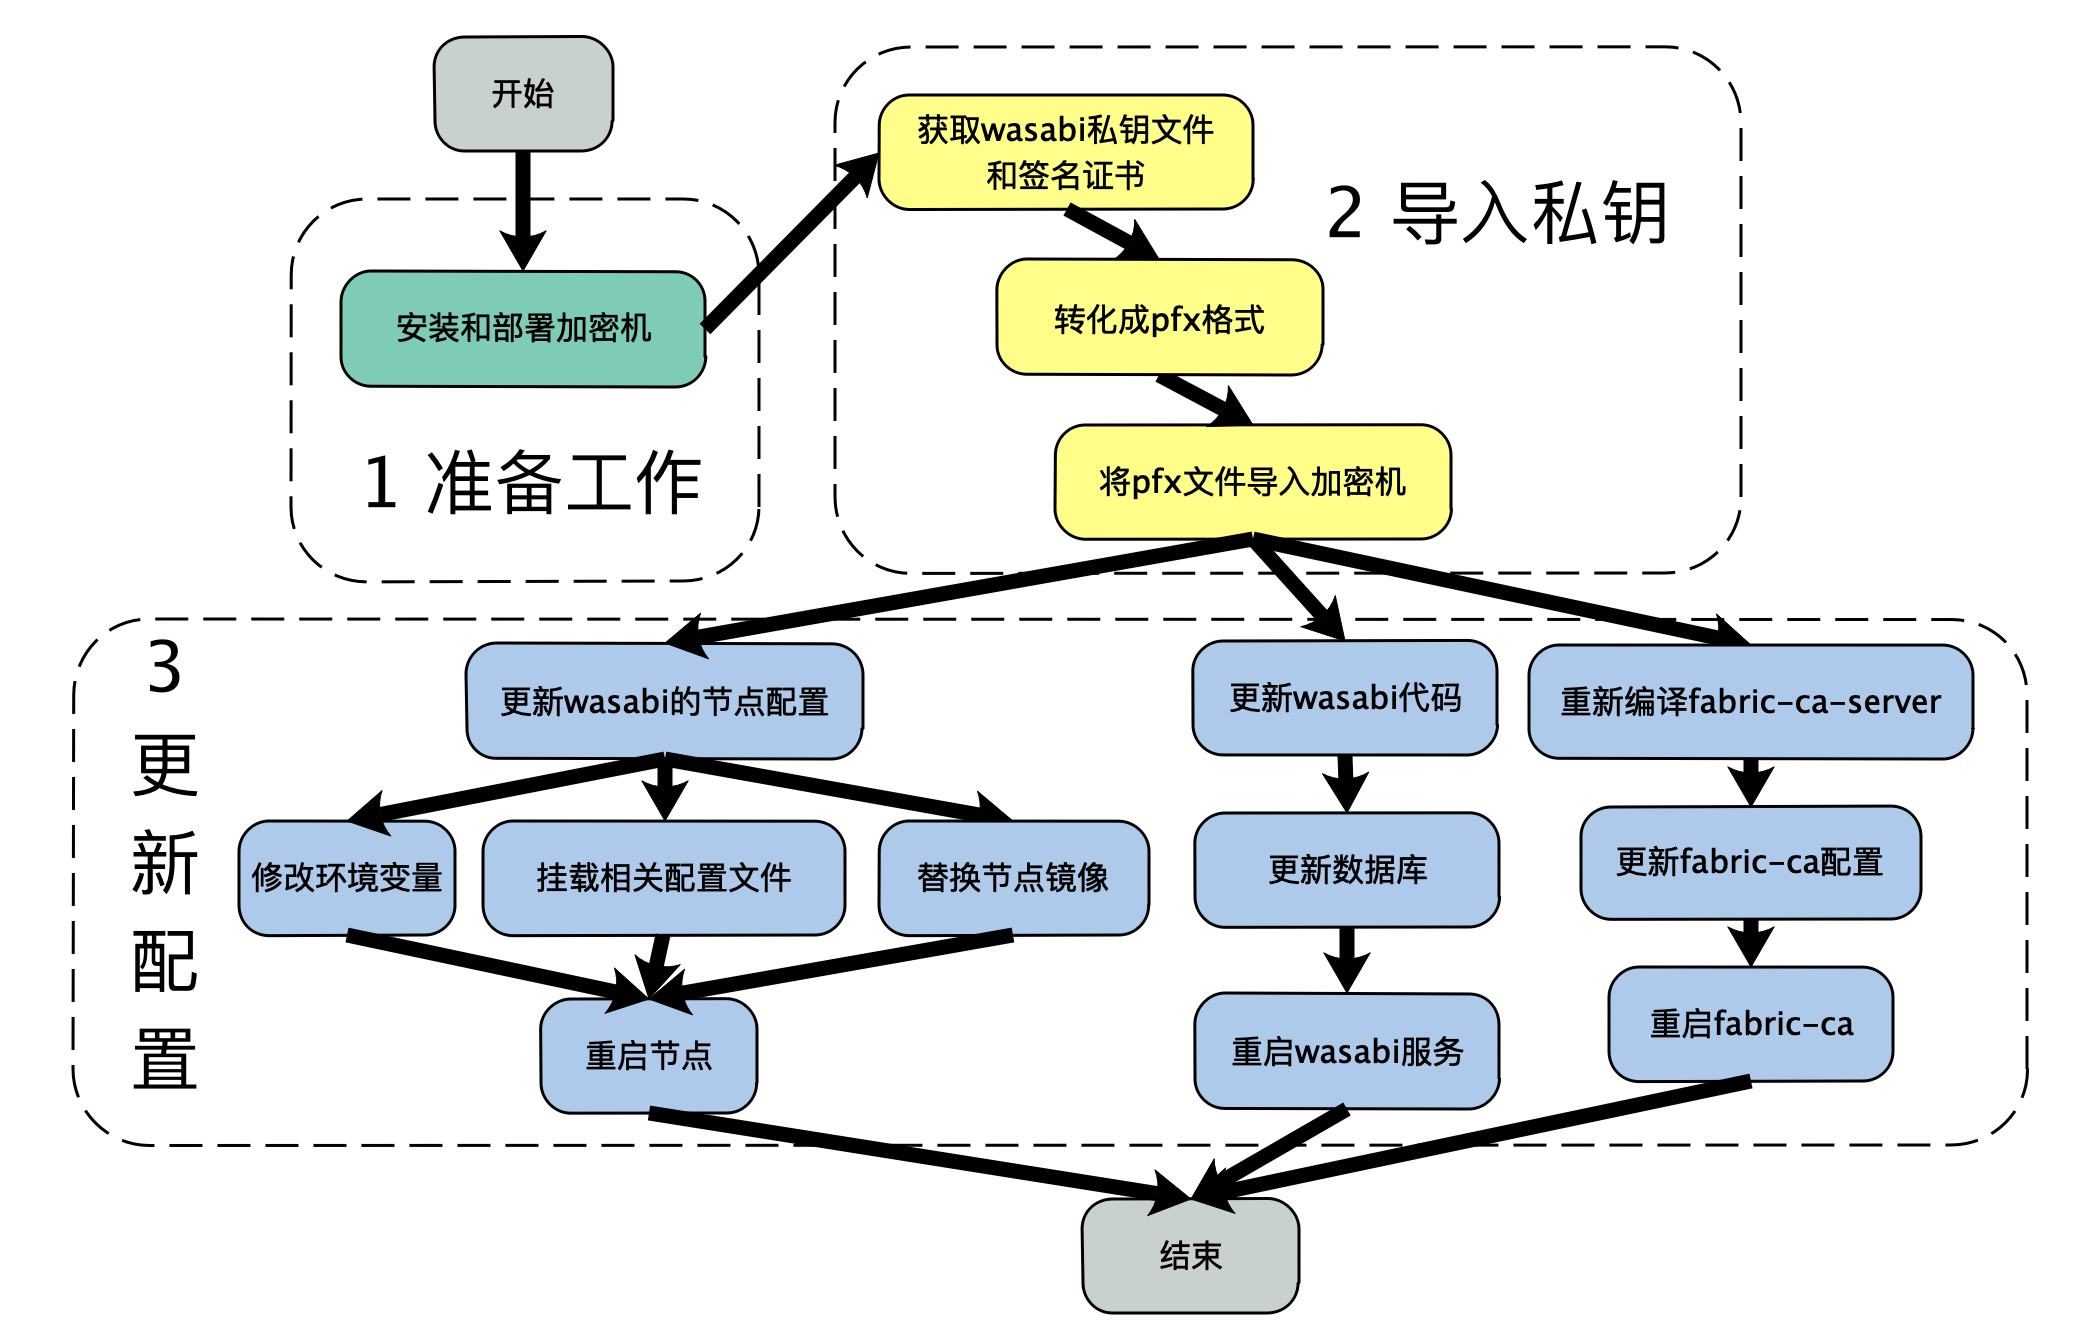 开始
安装和部署加密机
1 准备工作
获取wasabi私钥文件
和签名证书
2 导入私钥
转化成pfx格式
将pfx文件导入加密机
3
更
新
配
置
更新wasabi的节点配置
更新wasabi代码
重新编译fabric-ca-server
修改环境变量
挂载相关配置文件
替换节点镜像
更新数据库
更新fabric-ca配置
重启节点
重启wasabi服务
重启fabric-ca
结束